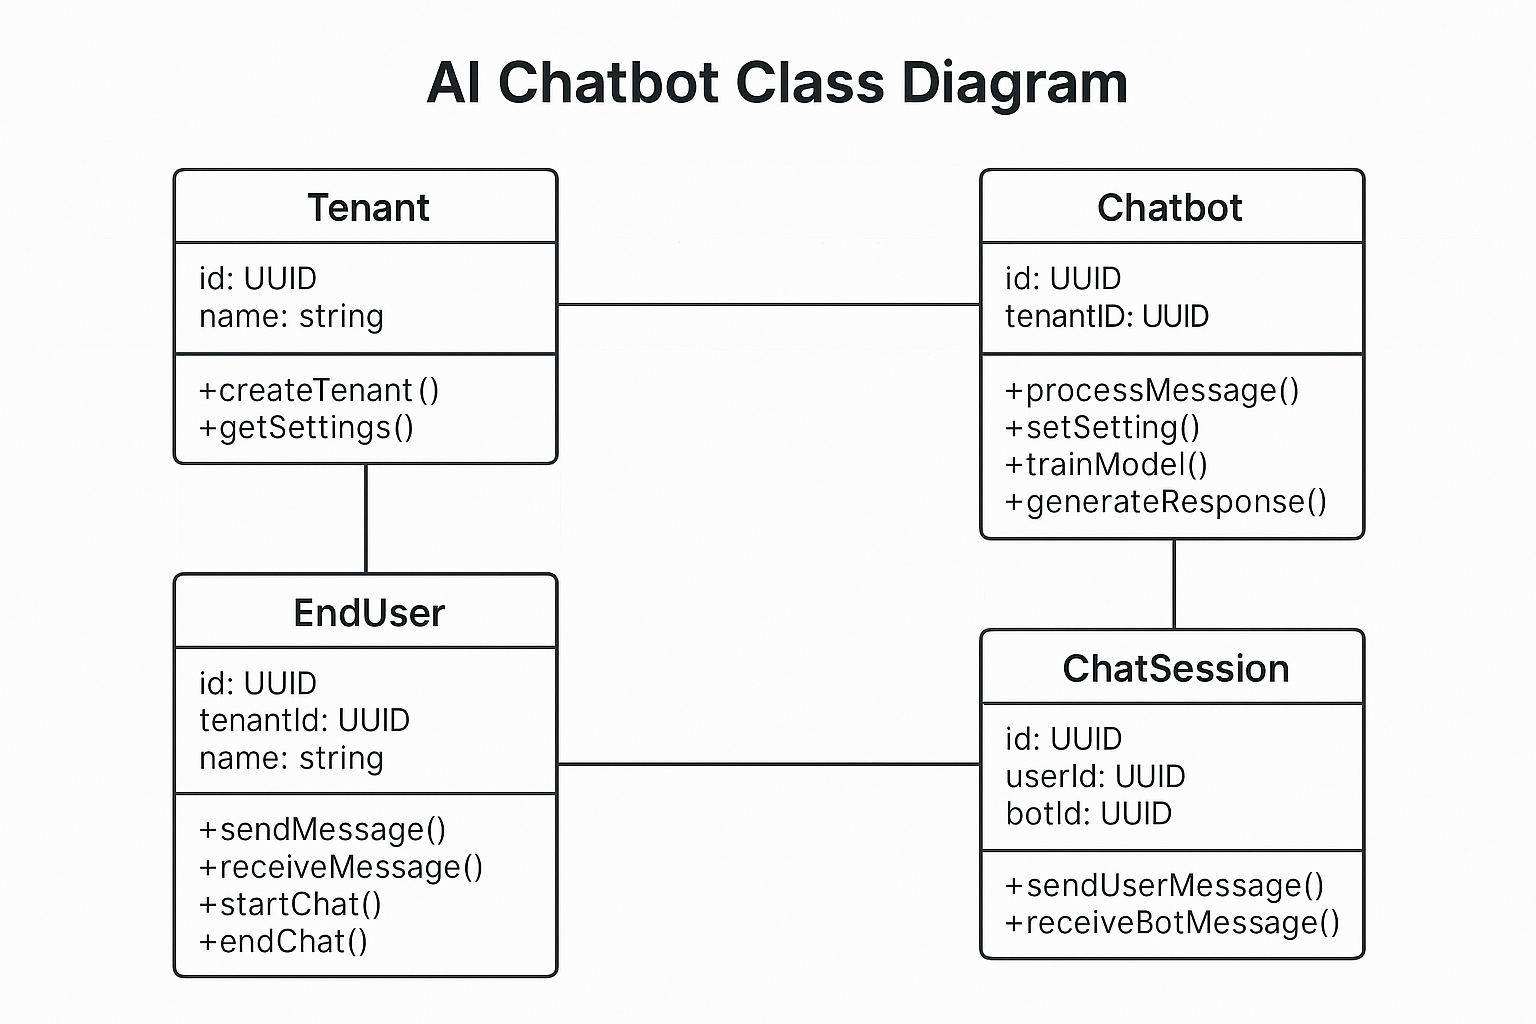 AI Chatbot Class Diagram
Tenant
id: UUID
name: string
+createTenant()
+getSettings()
Chatbot
id: UUID
tenantID: UUID
+processMessage()
+setSetting()
+trainModel()
+generateResponse()
EndUser
id: UUID
tenantId: UUID
name: string
+sendMessage()
+receiveMessage()
+startChat()
+endChat()
ChatSession
id: UUID
userId: UUID
botId: UUID
+sendUserMessage()
+receiveBotMessage()